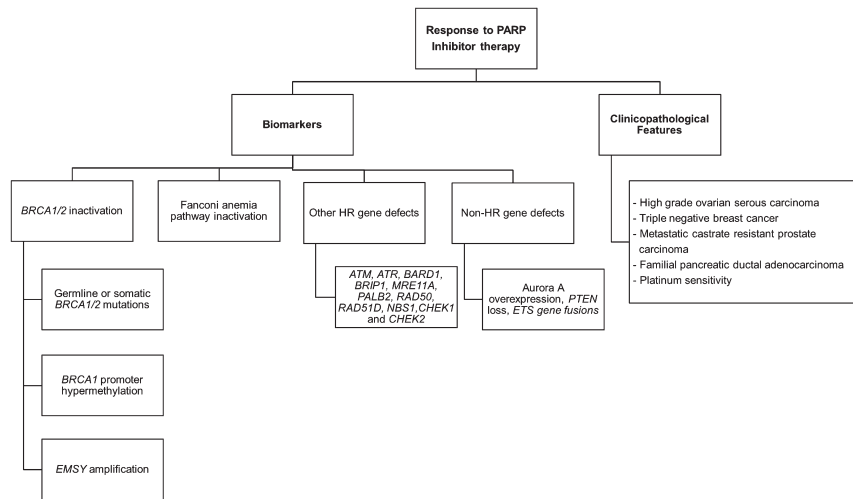 Response to PARP
Inhibitor therapy
Biomarkers
Clinicopathological
Features
BRCA1/2 inactivation
Fanconi anemia
pathway inactivation
Other HR gene defects
Non-HR gene defects
- High grade ovarian serous carcinoma
- Triple negative breast cancer
- Metastatic castrate resistant prostate
carcinoma
- Familial pancreatic ductal adenocarcinoma
- Platinum sensitivity
Germline or somatic
BRCA1/2 mutations
ATM, ATR, BARD1,
BRIP1, MRE11A,
PALB2, RAD50,
RAD51D, NBS1,CHEK1
and CHEK2
Aurora A
overexpression, PTEN
loss, ETS gene fusions
BRCA1 promoter
hypermethylation
EMSY amplification